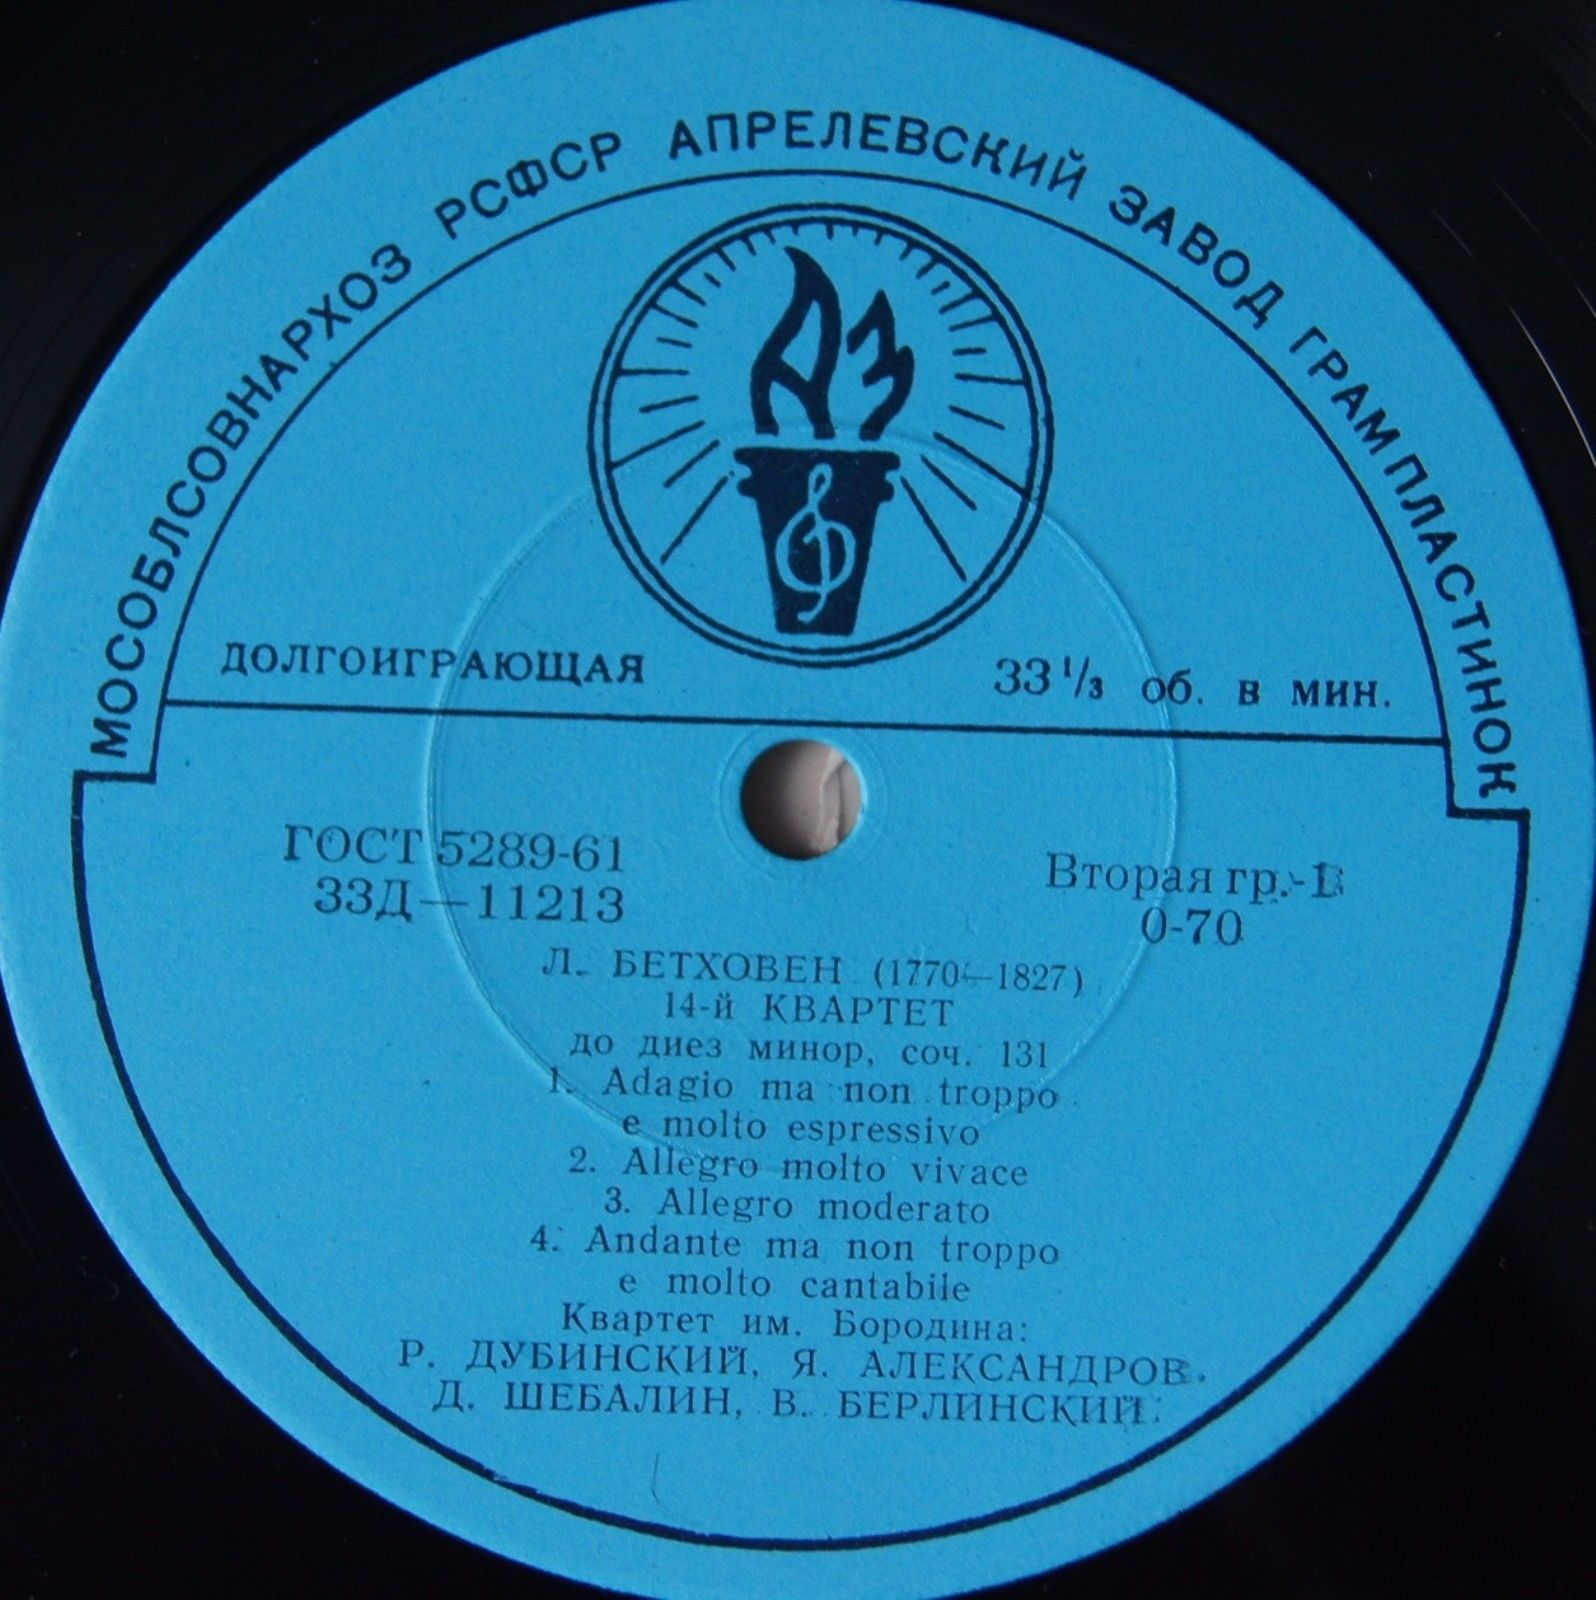 МОСОБЛСОВНАРХОЗ РСФСР АПРЕЛЕВСКИЙ ЗАВОД ГРАМПЛАСТИНОК
АЗ
ДОЛГОИГРАЮЩАЯ 33 1/3 об. в мин.
ГОСТ 5289-61
33Д—11213
Вторая гр.-
0-70
Л. БЕТХОВЕН (1770—1827)
14-й КВАРТЕТ
до диез минор, соч. 131
1. Adagio ma non troppo
e molto espressivo
2. Allegro molto vivace
3. Allegro moderato
4. Andante ma non troppo
e molto cantabile
Квартет им. Бородина:
Р. ДУБИНСКИЙ, Я. АЛЕКСАНДРОВ,
Д. ШЕБАЛИН, В. БЕРЛИНСКИЙ